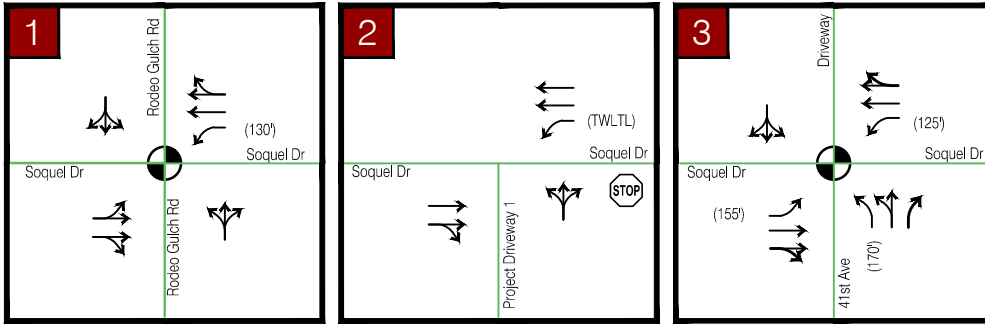 1
Rodeo Gulch Rd
(130')
Soquel Dr
Soquel Dr
Rodeo Gulch Rd
2
(TWLTL)
Soquel Dr
Soquel Dr
STOP
Project Driveway 1
3
Driveway
(125')
Soquel Dr
Soquel Dr
(155')
(170')
41st Ave